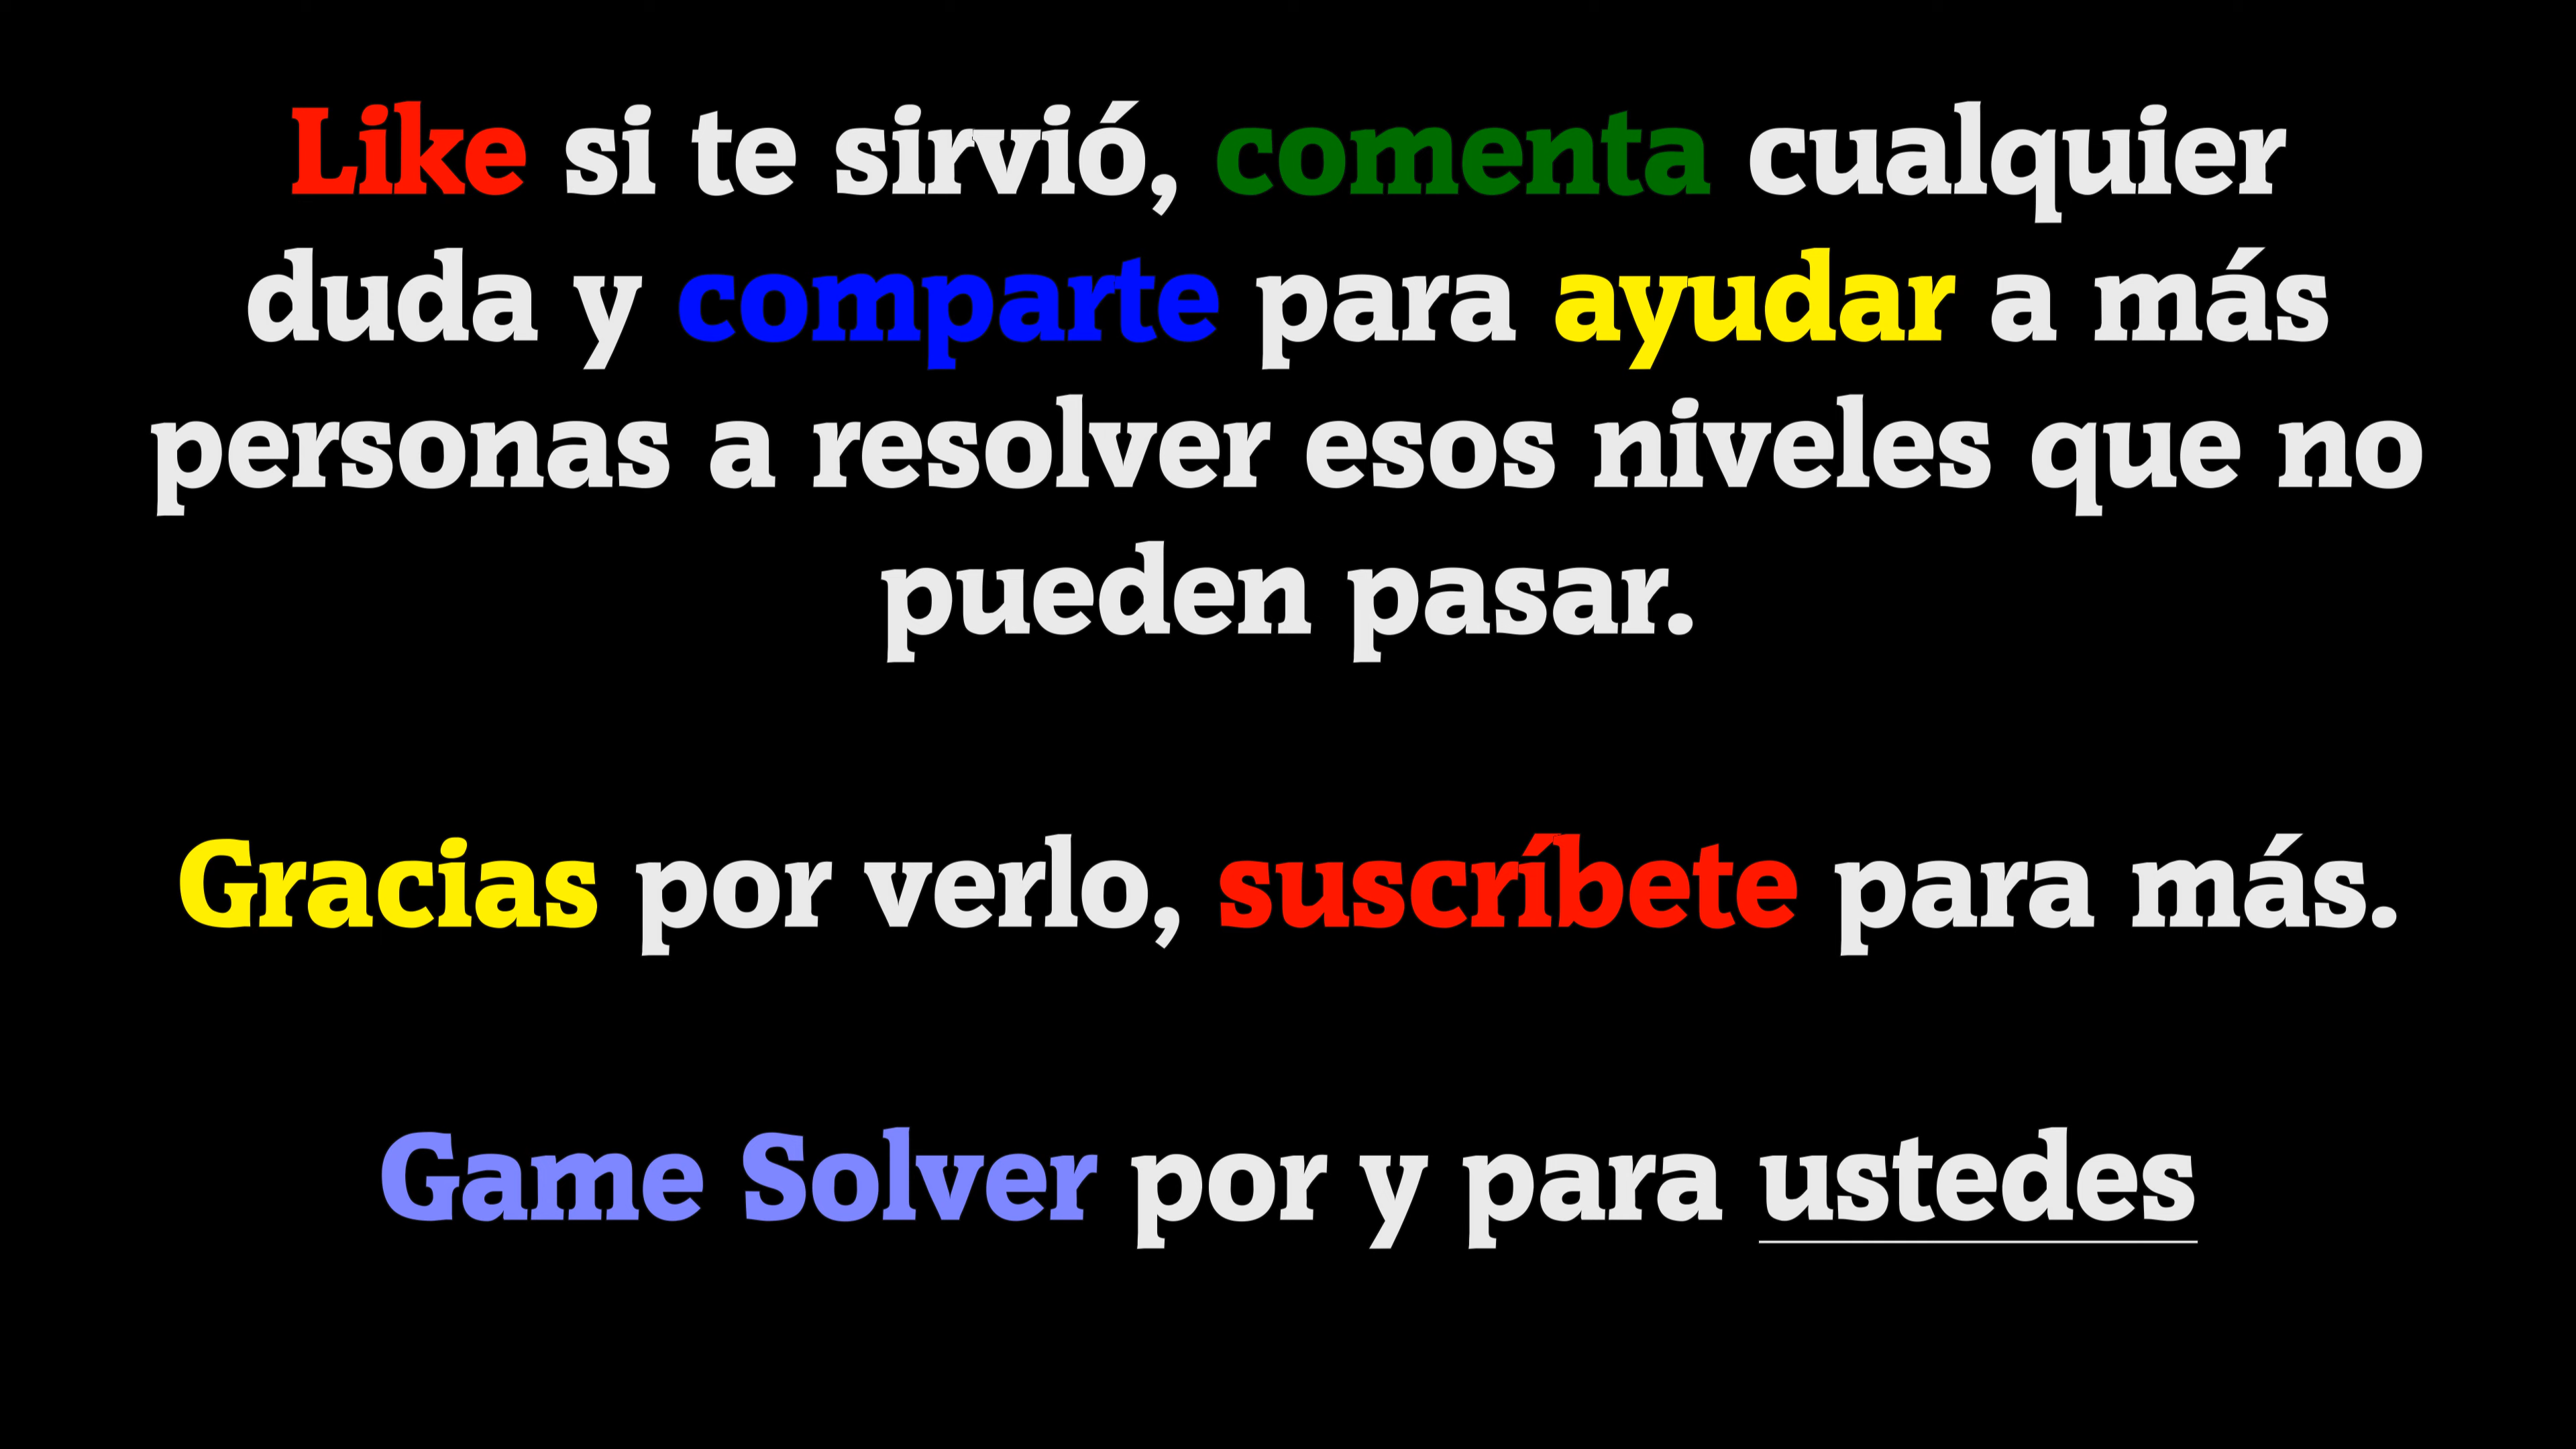 Like si te sirvió, comenta cualquier
duda y comparte para ayudar a más
personas a resolver esos niveles que no
pueden pasar.
Gracias por verlo, suscríbete para más.
Game Solver por y para ustedes